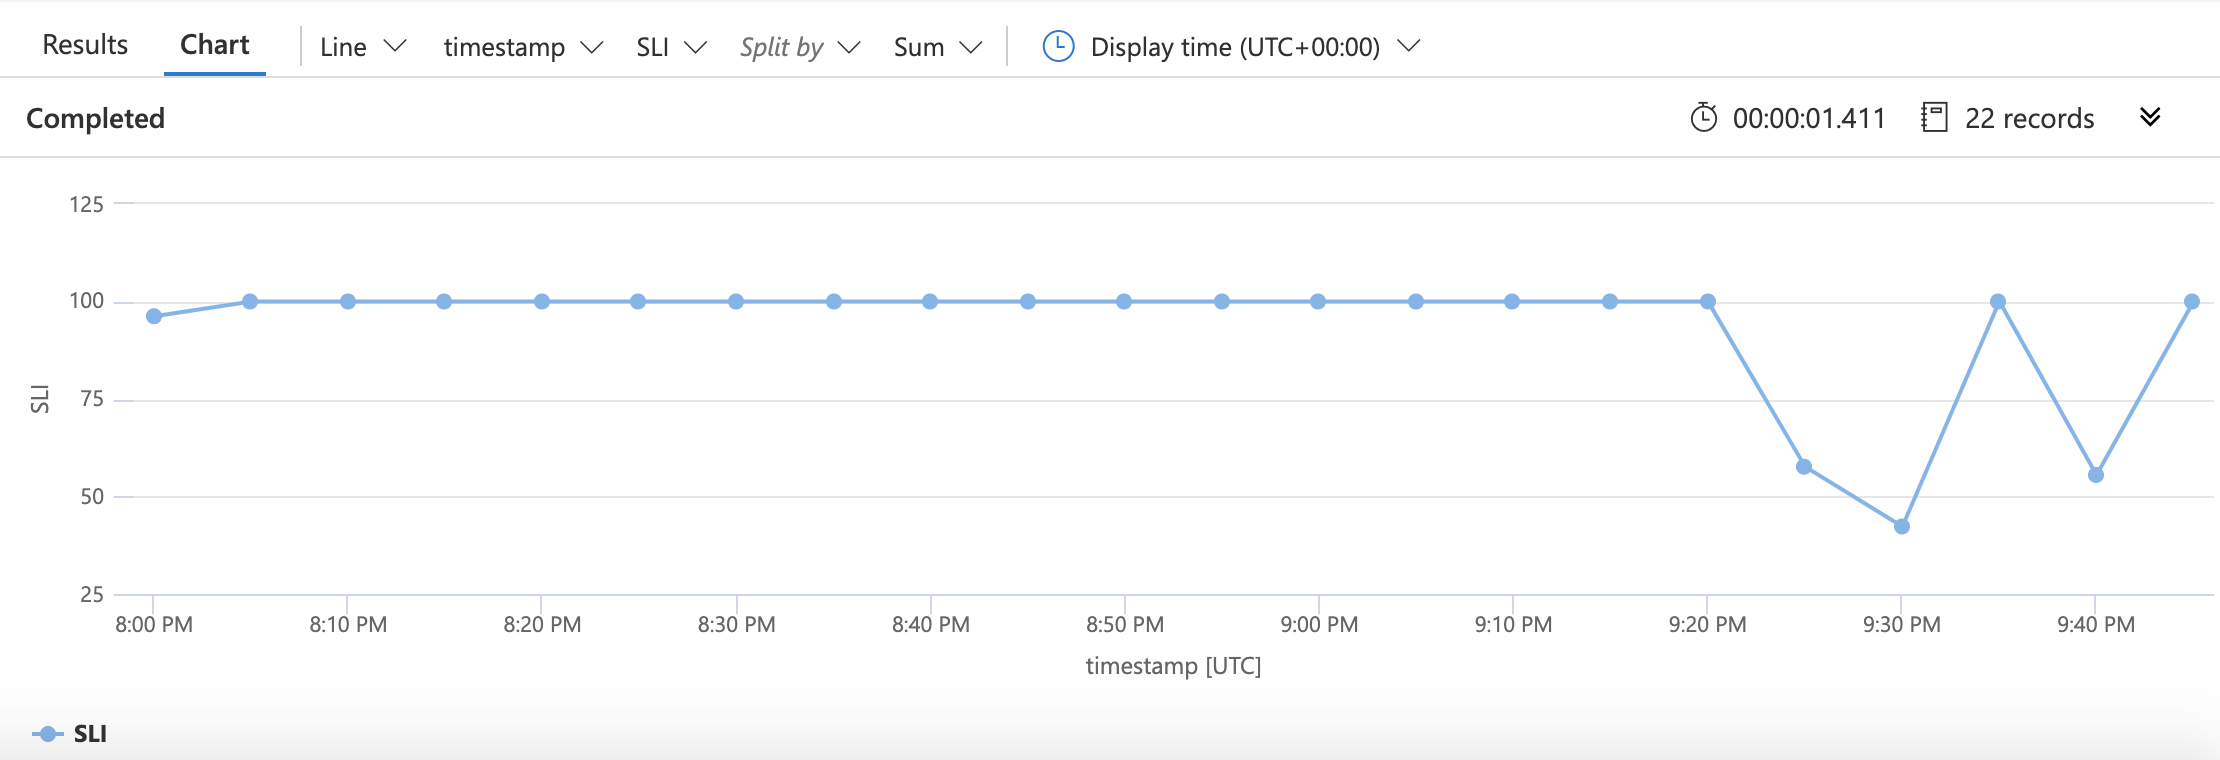 Results Chart Line timestamp SLI Split by Sum Display time (UTC+00:00)
Completed 00:00:01.411 22 records
125
100
75
50
25
SLI
8:00 PM 8:10 PM 8:20 PM 8:30 PM 8:40 PM 8:50 PM 9:00 PM 9:10 PM 9:20 PM 9:30 PM 9:40 PM
timestamp [UTC]
SLI